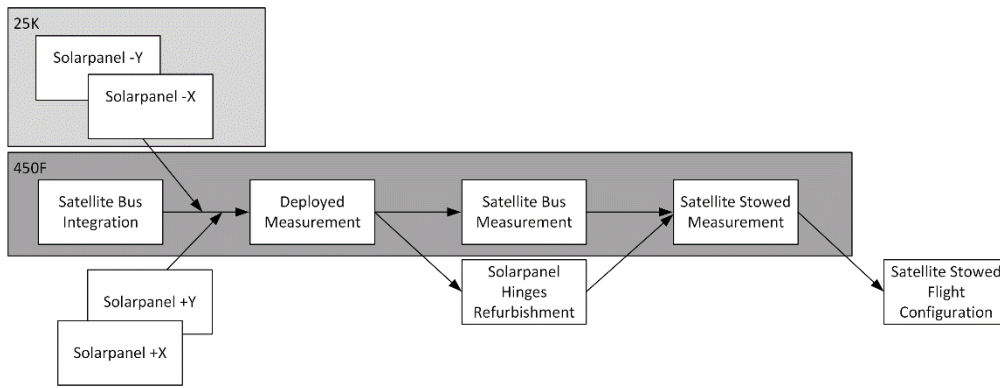 25K
Solarpanel -Y
Solarpanel -X
450F
Satellite Bus
Integration
Deployed
Measurement
Satellite Bus
Measurement
Satellite Stowed
Measurement
Solarpanel +Y
Solarpanel +X
Solarpanel
Hinges
Refurbishment
Satellite Stowed
Flight
Configuration